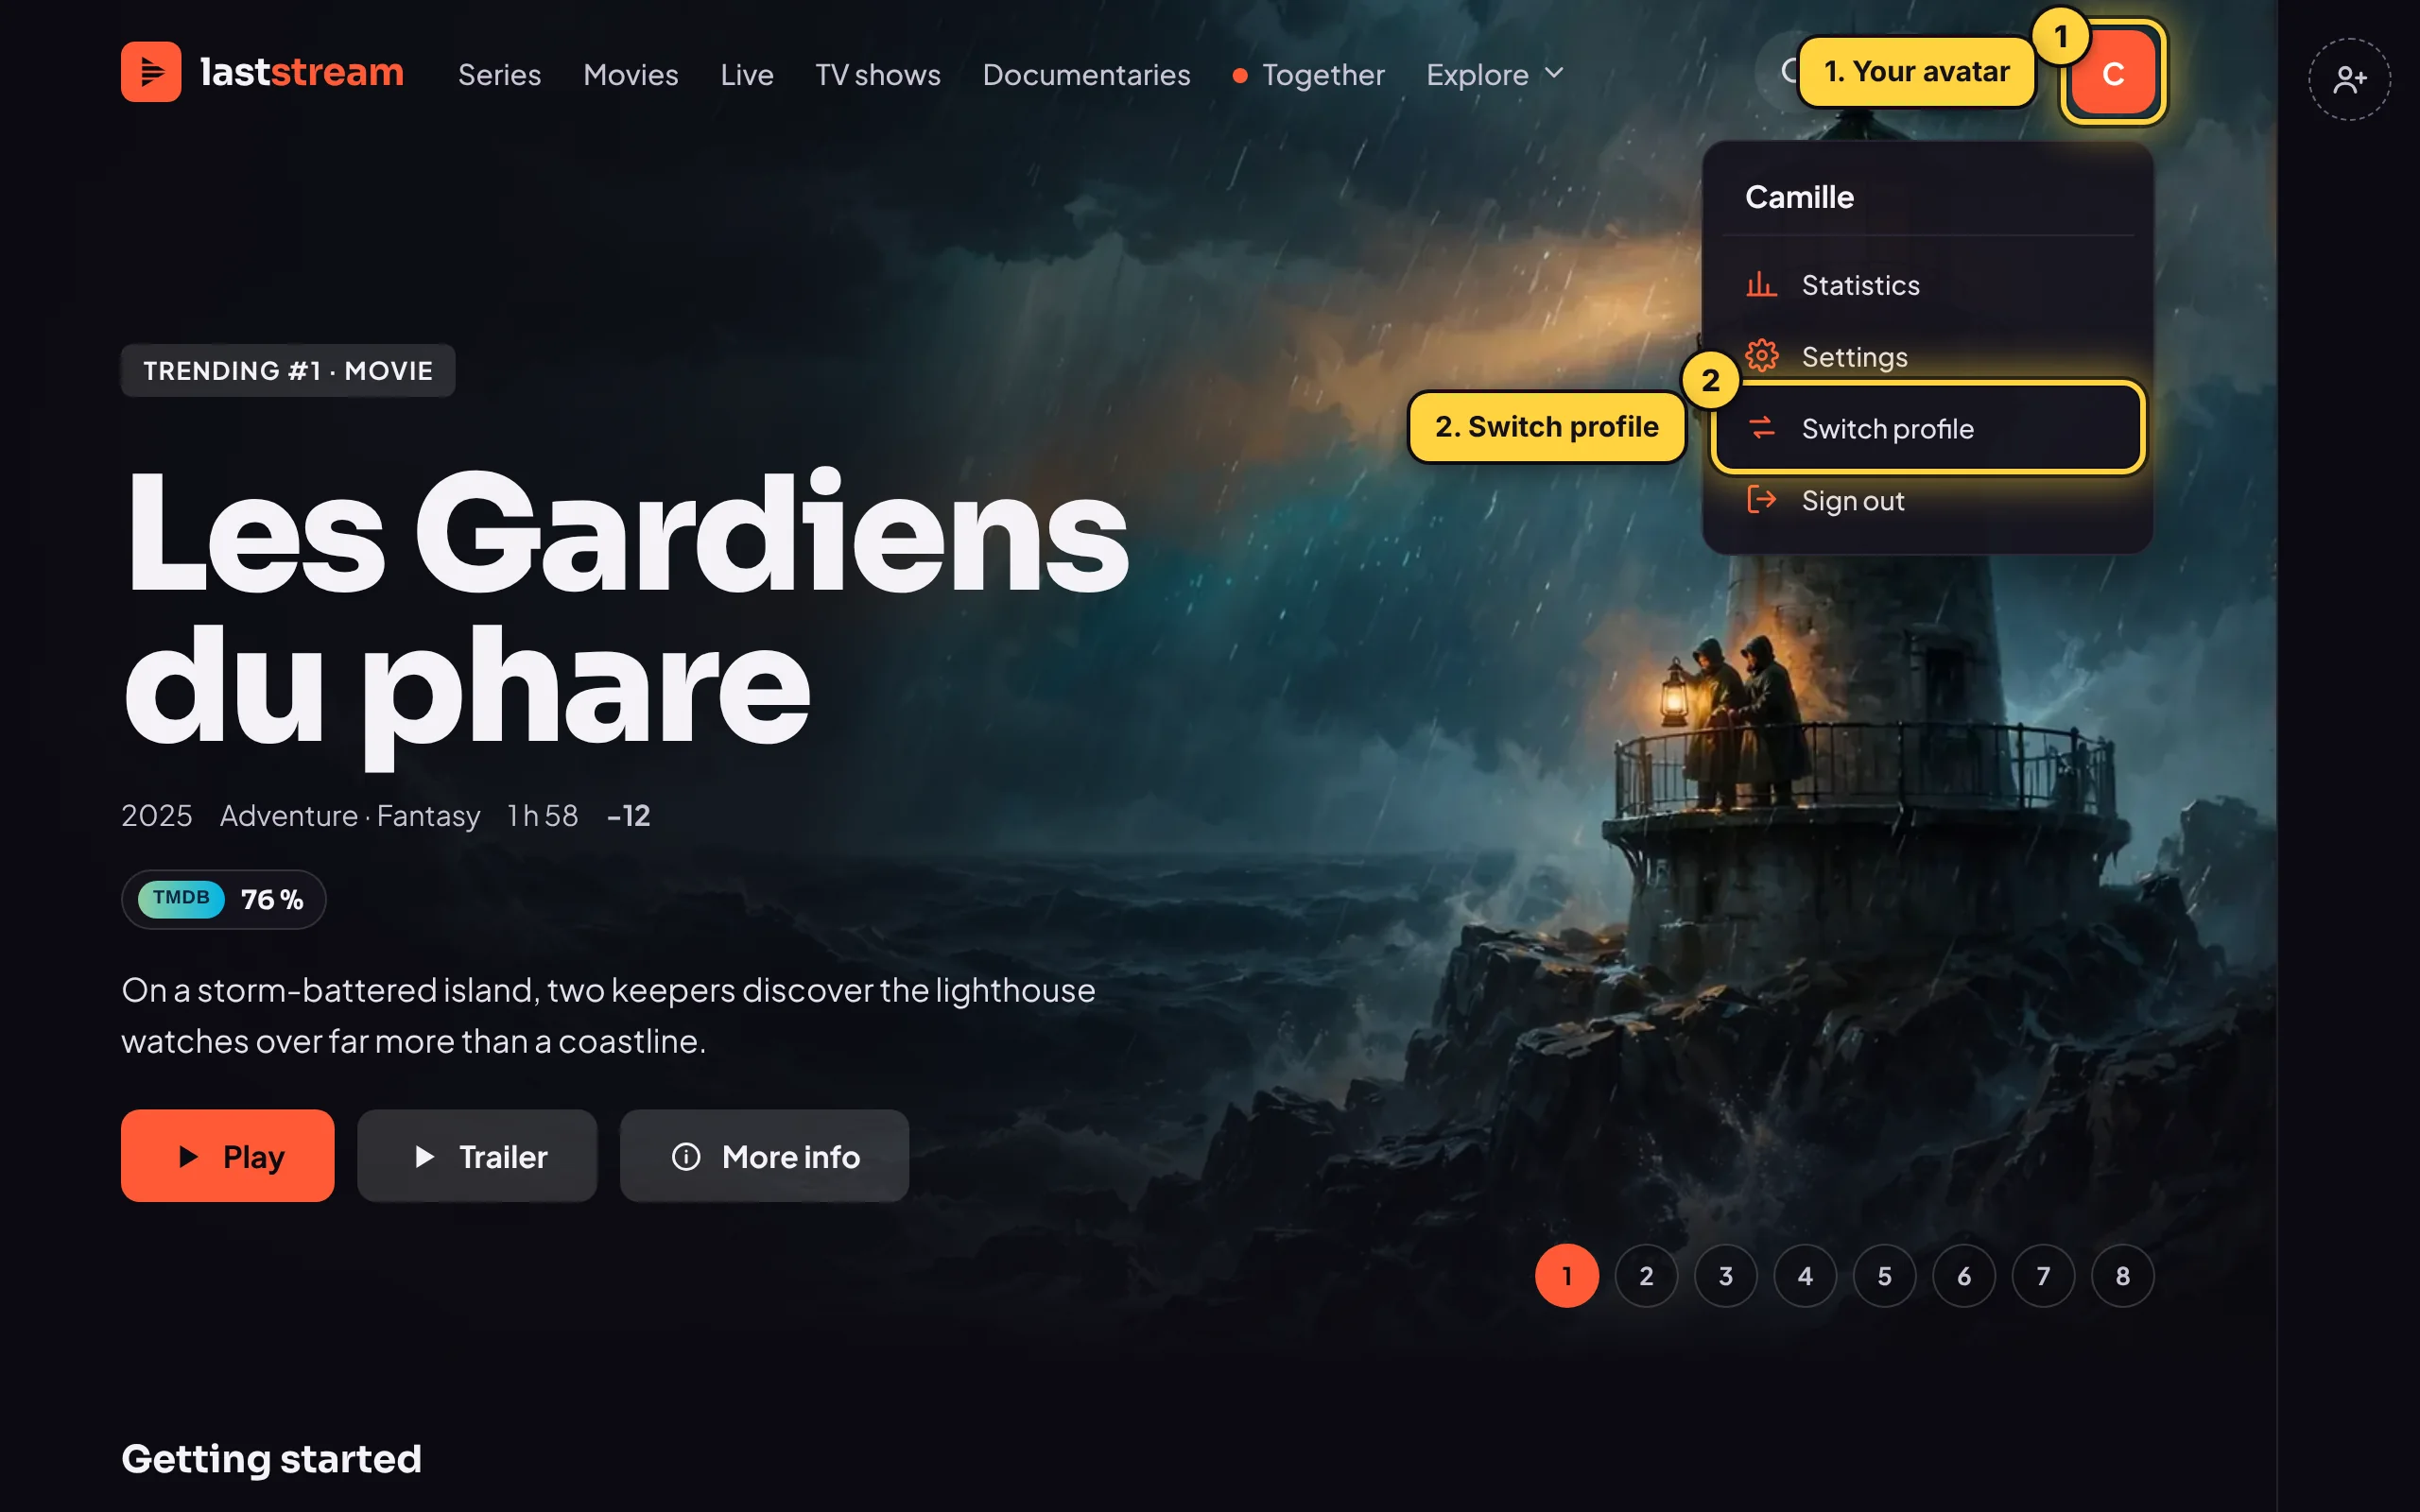 laststream
Series
Movies
Live
TV shows
Documentaries
Together
Explore
1. Your avatar
1
C
Camille
Statistics
Settings
2
2. Switch profile
Switch profile
Sign out
TRENDING #1 · MOVIE
Les Gardiens
du phare
2025 Adventure · Fantasy 1 h 58 -12
TMDB 76 %
On a storm-battered island, two keepers discover the lighthouse
watches over far more than a coastline.
Play
Trailer
More info
1 2 3 4 5 6 7 8
Getting started